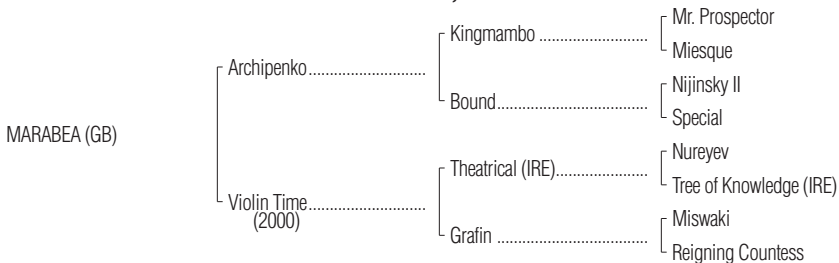 Mr. Prospector
Kingmambo ............................
Miesque
Archipenko..............................
Nijinsky II
Bound.......................................
Special
MARABEA (GB)
Nureyev
Theatrical (IRE)........................
Tree of Knowledge (IRE)
Violin Time..............................
(2000)
Miswaki
Grafin .......................................
Reigning Countess